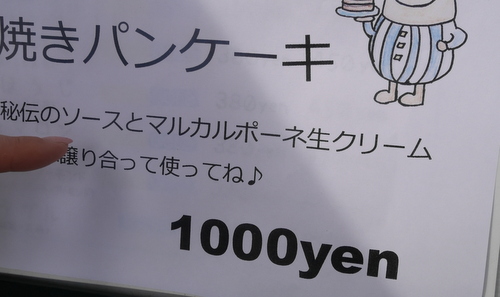 焼きパンケーキ
秘伝のソースとマルカルポーネ生クリーム
譲り合って使ってね♪
1000yen